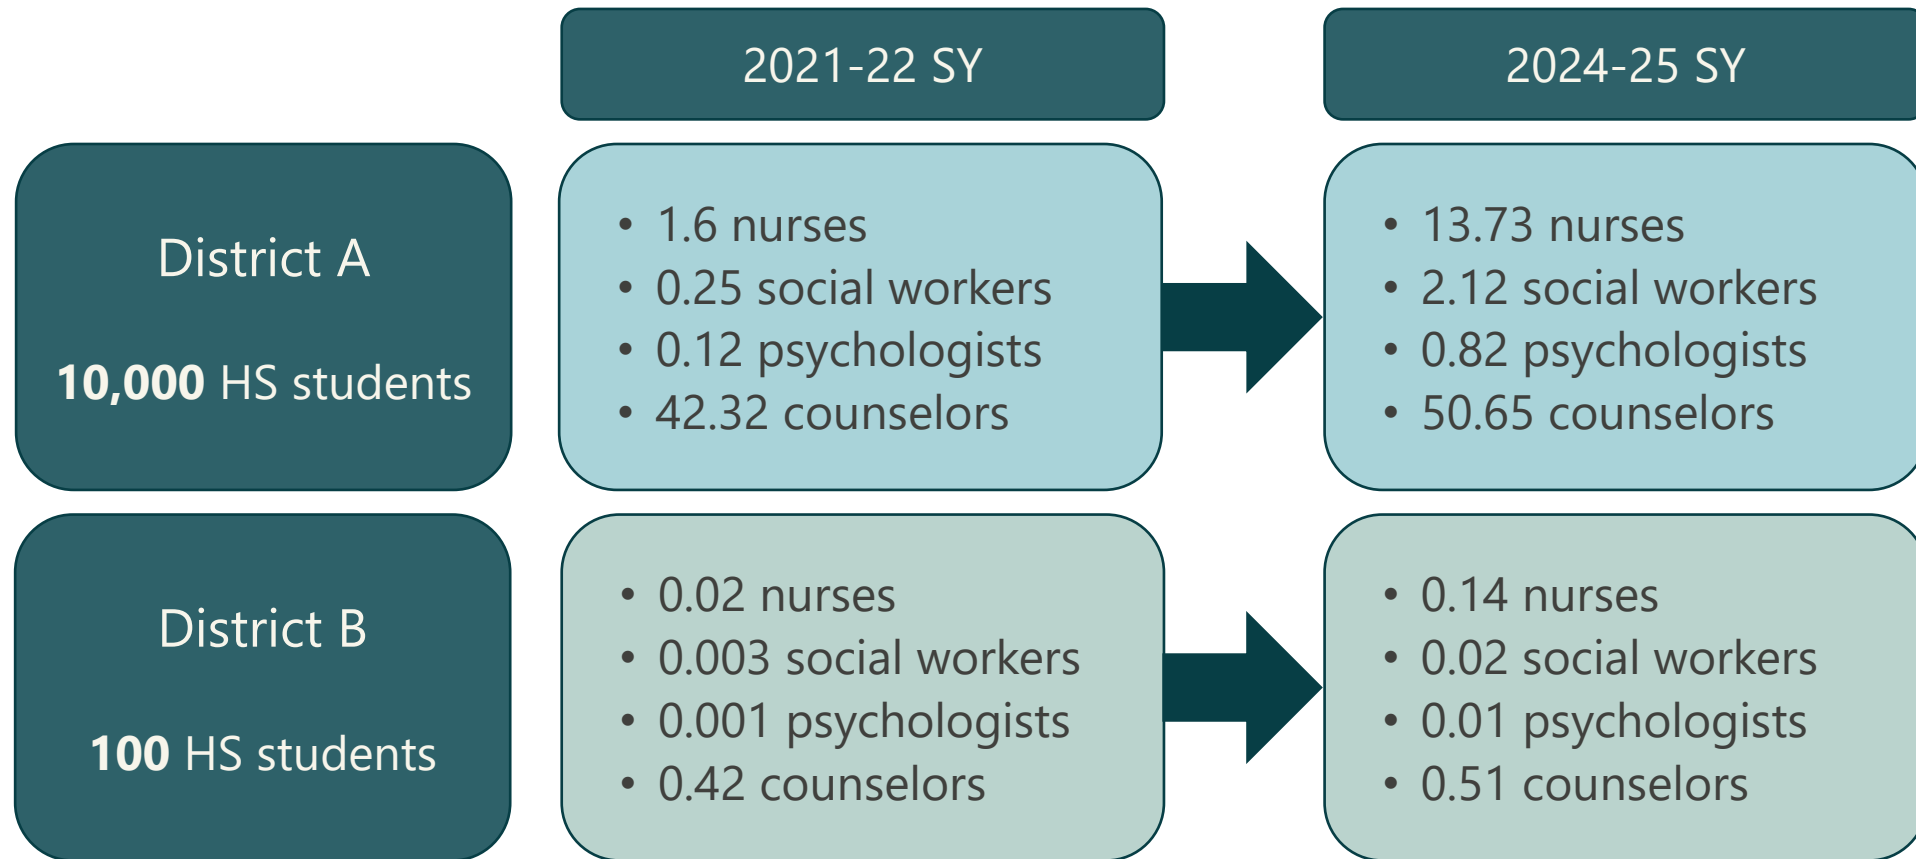 2021-22 SY
2024-25 SY
District A
10,000 HS students
• 1.6 nurses
• 0.25 social workers
• 0.12 psychologists
• 42.32 counselors
• 13.73 nurses
• 2.12 social workers
• 0.82 psychologists
• 50.65 counselors
District B
100 HS students
• 0.02 nurses
• 0.003 social workers
• 0.001 psychologists
• 0.42 counselors
• 0.14 nurses
• 0.02 social workers
• 0.01 psychologists
• 0.51 counselors